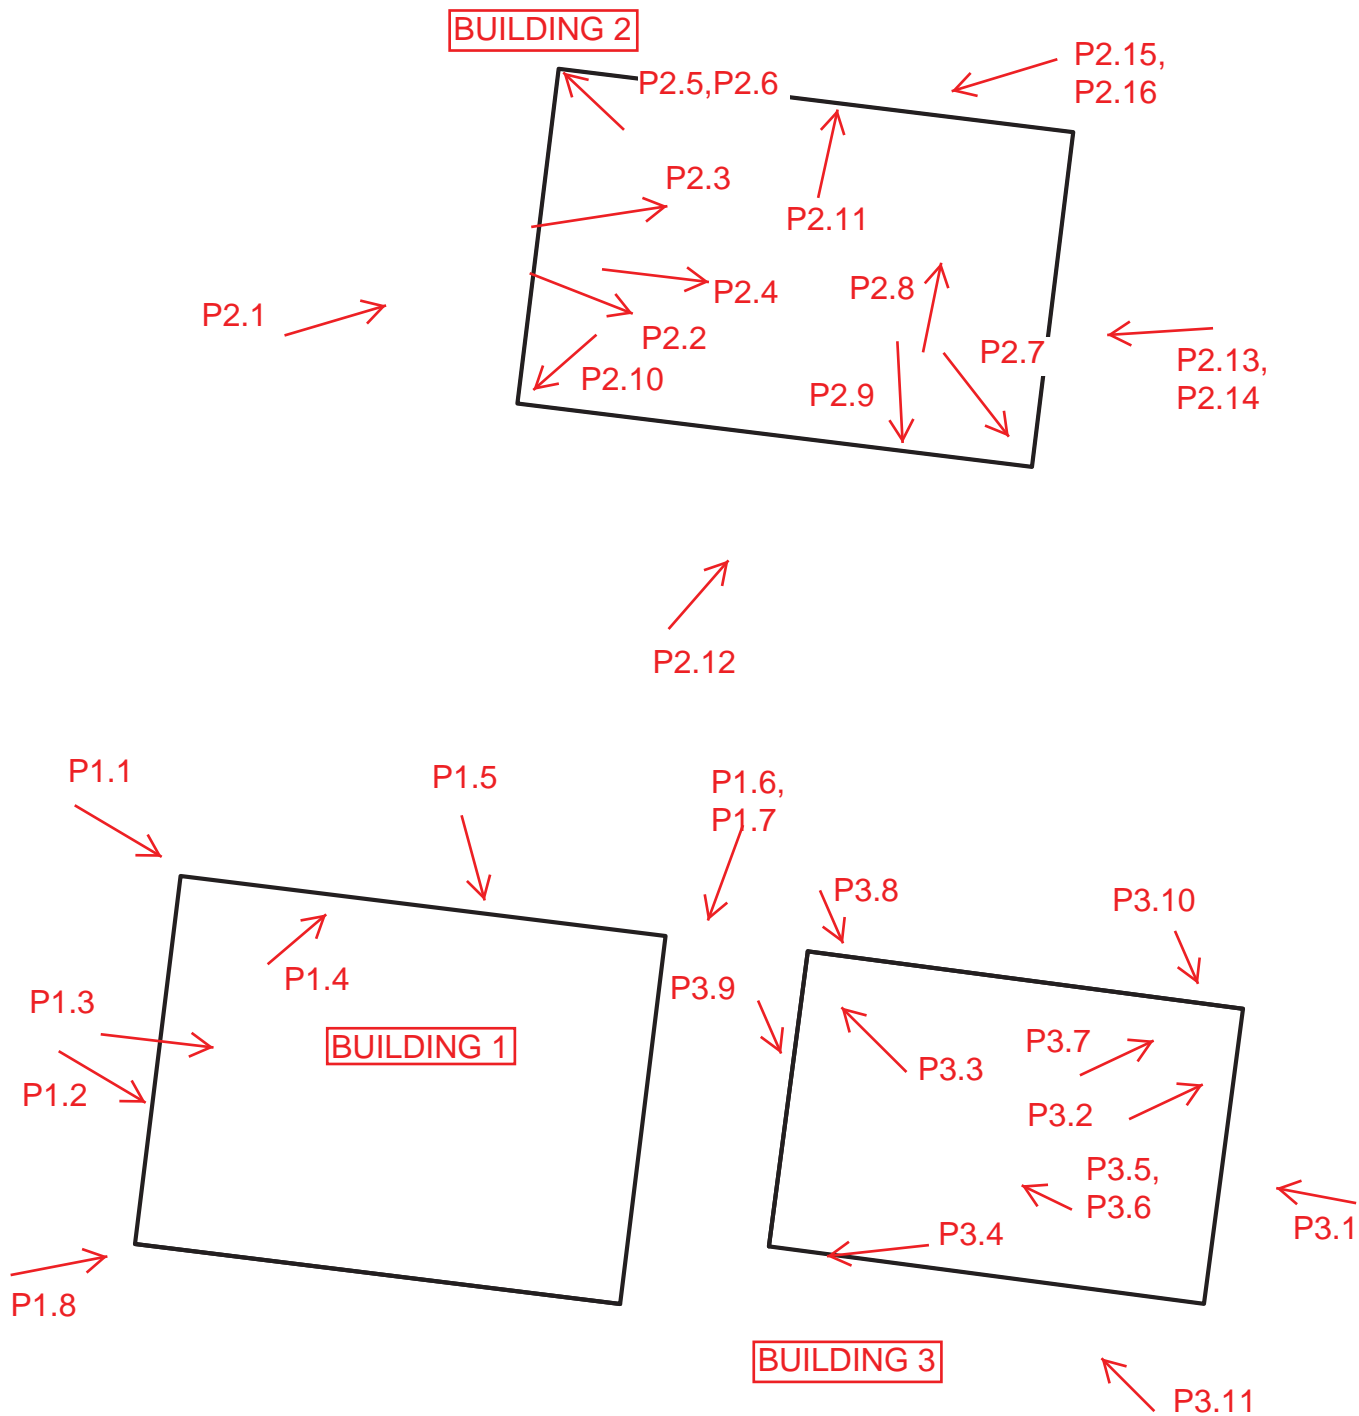 BUILDING 2
P2.15,
P2.16
P2.5,P2.6
P2.3
P2.11
P2.8
P2.4
P2.1
P2.2
P2.7
P2.13,
P2.14
P2.10
P2.9
P2.12
P1.1
P1.5
P1.6,
P1.7
P3.8
P3.10
P1.4
P3.9
P1.3
BUILDING 1
P3.7
P3.3
P1.2
P3.2
P3.5,
P3.6
P3.4
P3.1
P1.8
BUILDING 3
P3.11